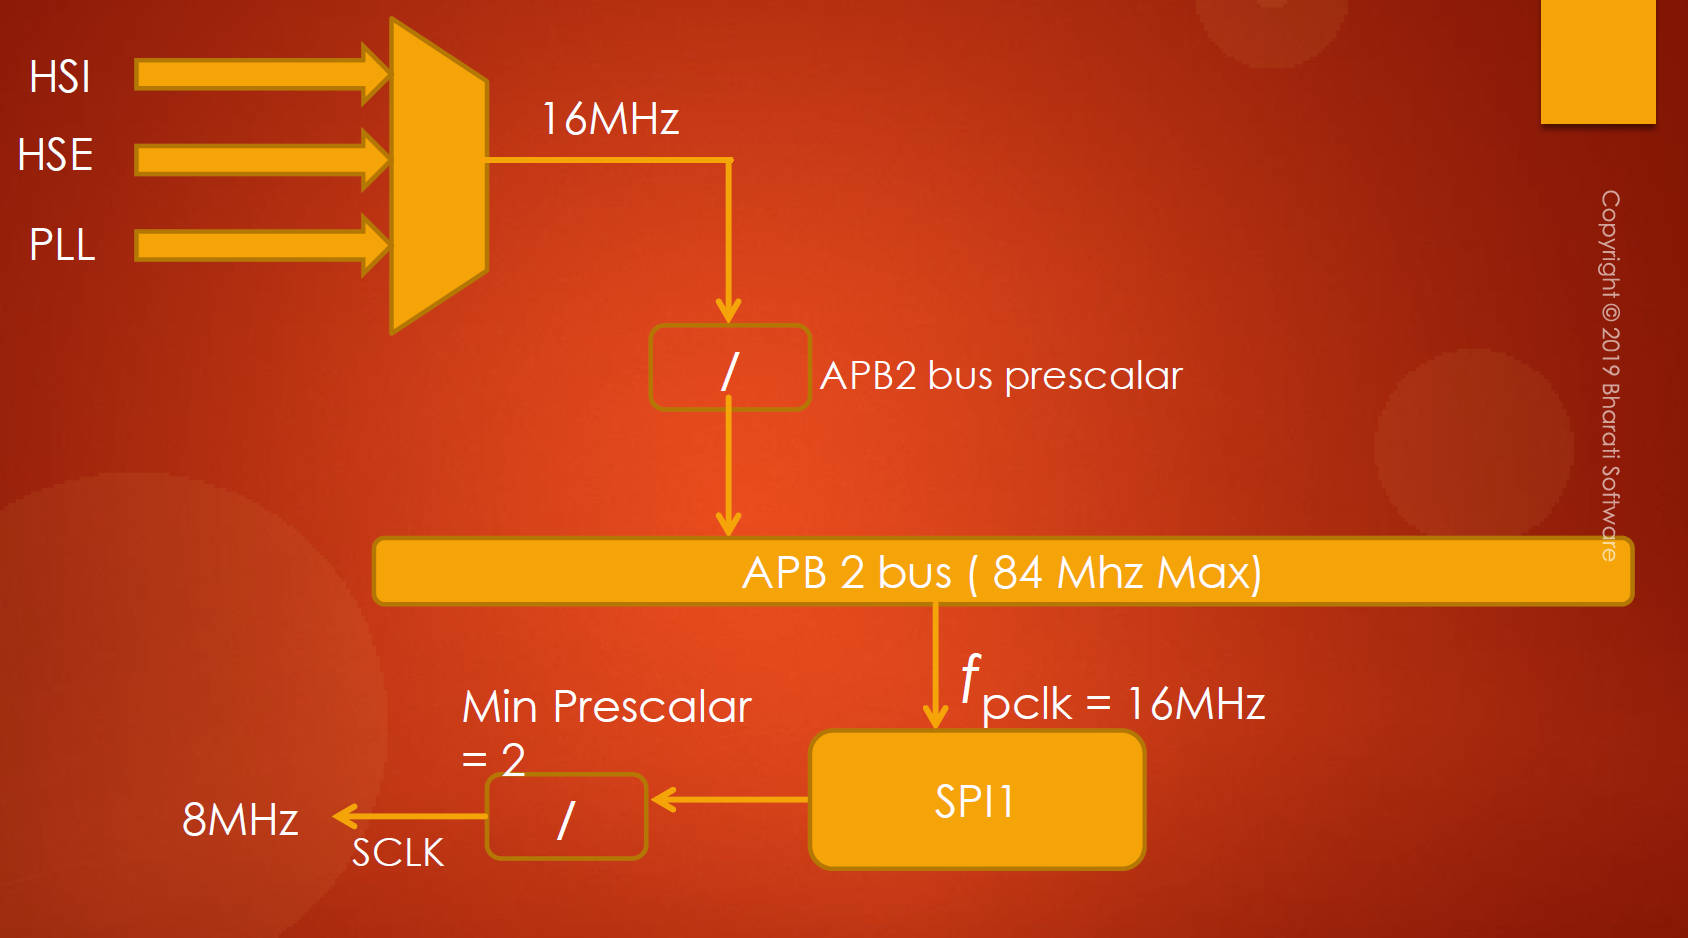 HSI
HSE
PLL
16MHz
/
APB2 bus prescalar
APB 2 bus ( 84 Mhz Max)
f pclk = 16MHz
Min Prescalar
= 2
/
SPI1
8MHz
SCLK
Copyright © 2019 Bharati Software